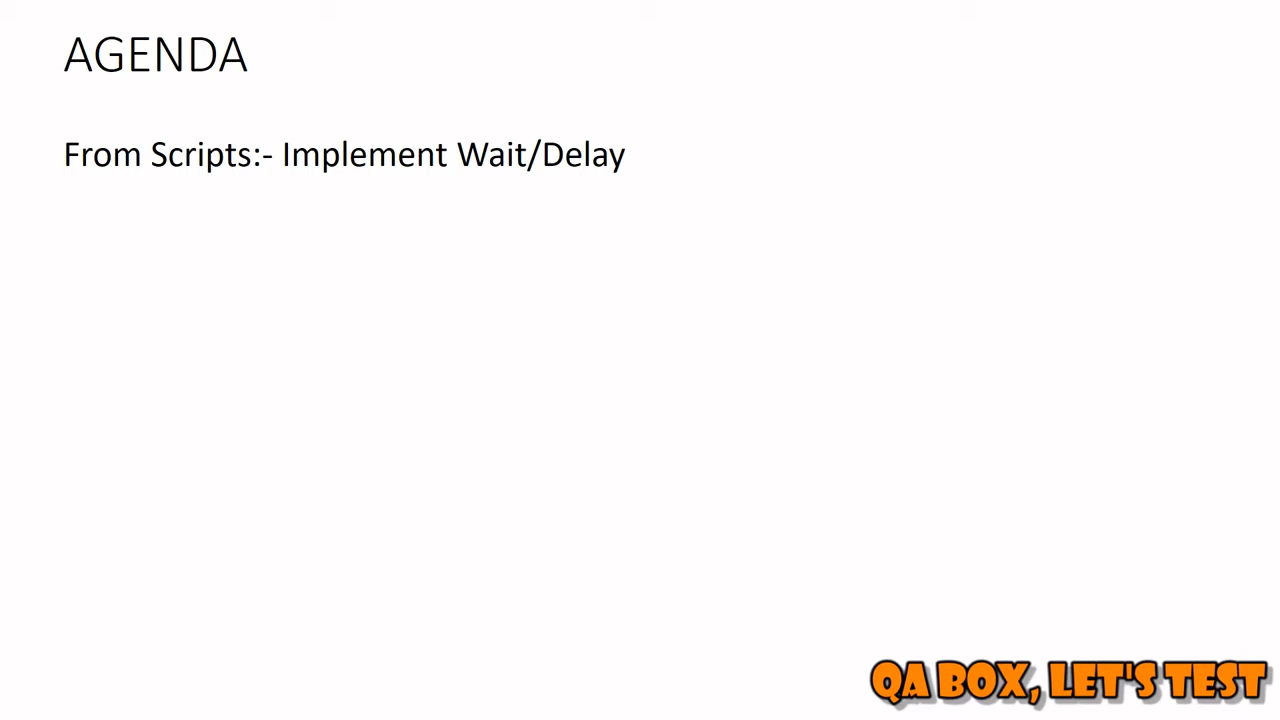 AGENDA
From Scripts:- Implement Wait/Delay
QA BOX, LET'S TEST